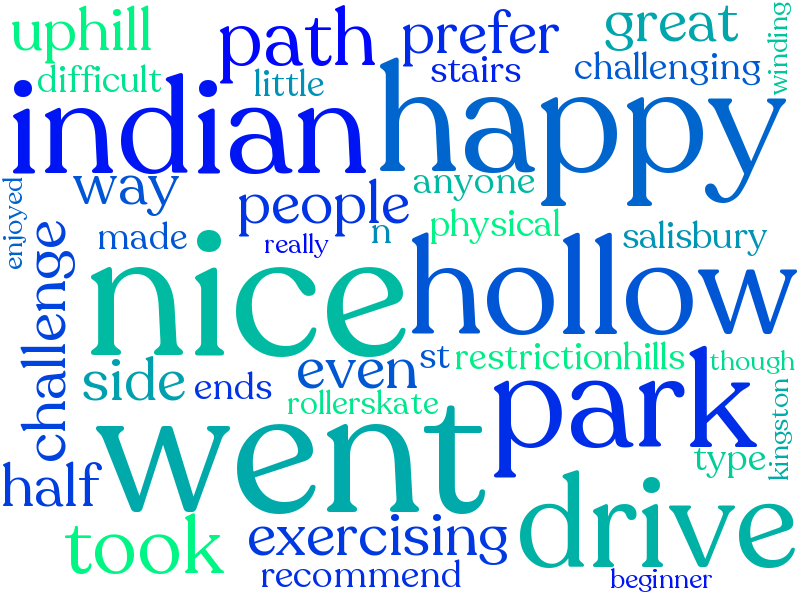 uphill
path
prefer
great
winding
difficult
little
stairs
challenging
indian
happy
way
people
anyone
enjoyed
made
really
n
physical
salisbury
challenge
nice
hollow
side
ends
even
st
restrictionhills
though
rollerskate
park
kingston
went
type
half
took
exercising
drive
recommend
beginner